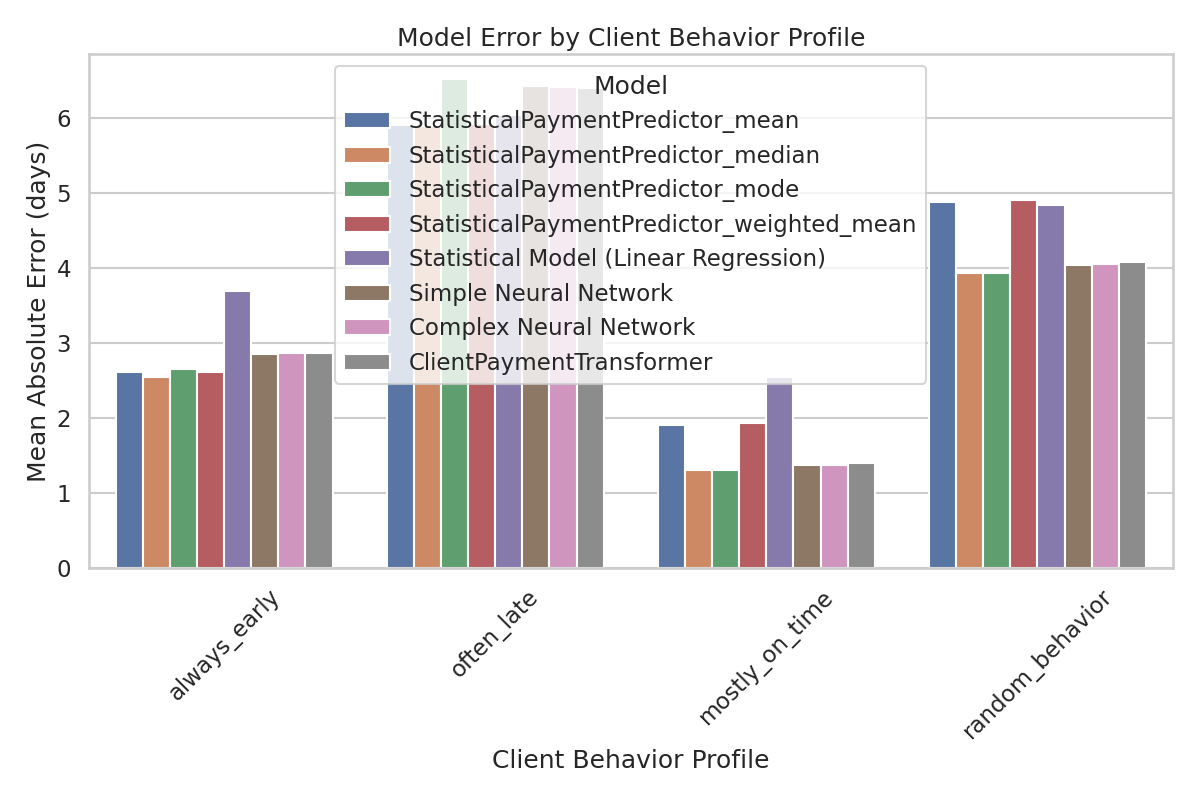 Model Error by Client Behavior Profile
Mean Absolute Error (days)
6
5
4
3
2
1
0
Model
StatisticalPaymentPredictor_mean
StatisticalPaymentPredictor_median
StatisticalPaymentPredictor_mode
StatisticalPaymentPredictor_weighted_mean
Statistical Model (Linear Regression)
Simple Neural Network
Complex Neural Network
ClientPaymentTransformer
always_early
often_late
mostly_on_time
random_behavior
Client Behavior Profile